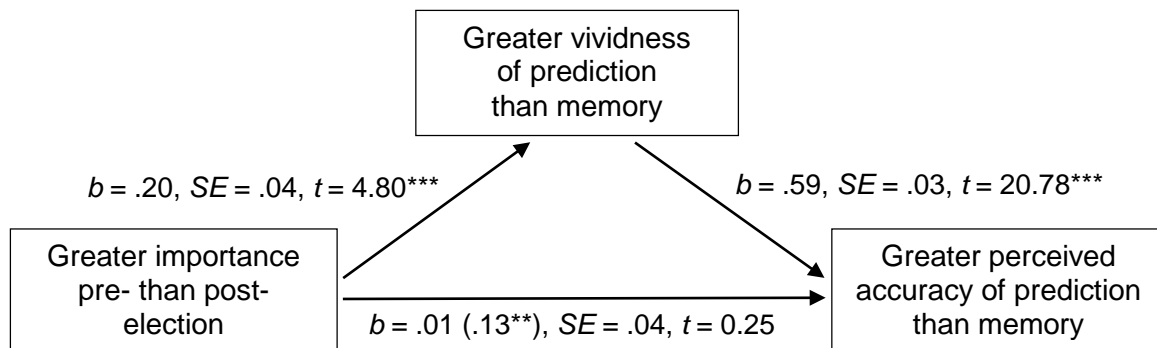 Greater vividness
of prediction
than memory
b = .20, SE = .04, t = 4.80***
b = .59, SE = .03, t = 20.78***
Greater importance
pre- than post-
election
Greater perceived
accuracy of prediction
than memory
b = .01 (.13**), SE = .04, t = 0.25